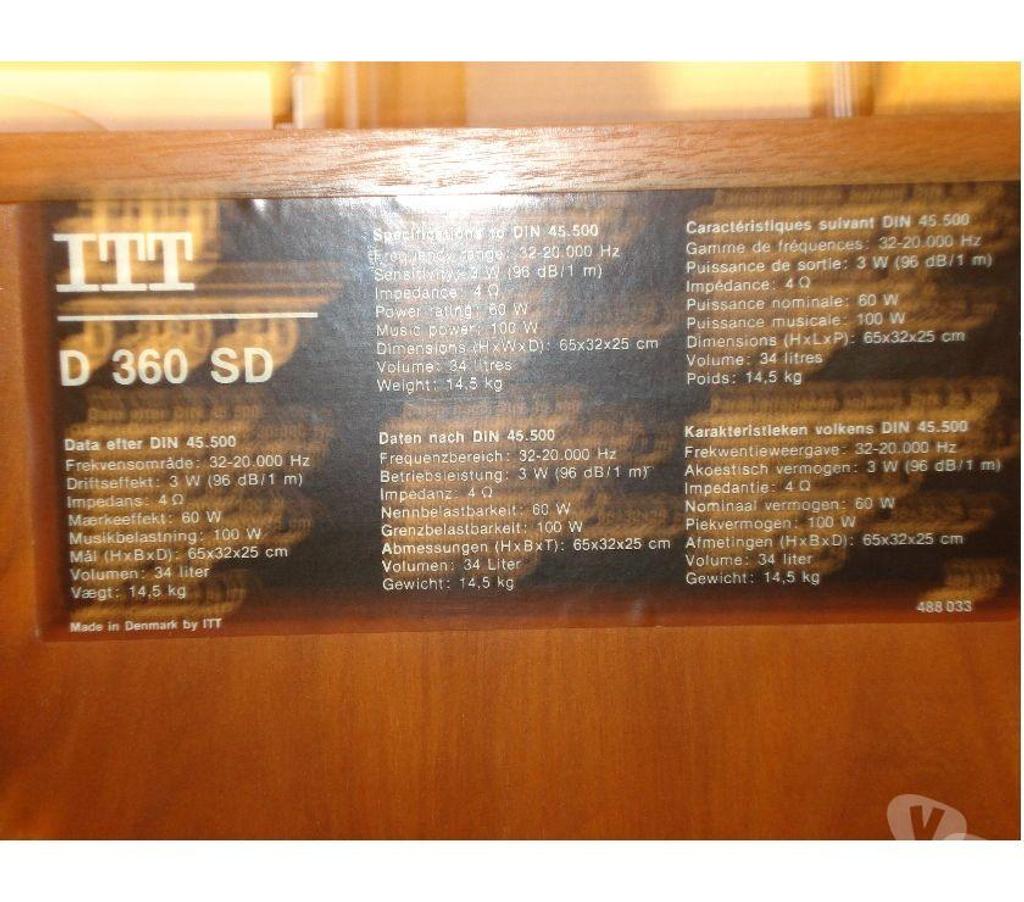 ITT
D 360 SD
Data efter DIN 45.500
Frekvensområde: 32-20.000 Hz
Driftseffekt: 3 W (96 dB/1 m)
Impedans: 4 Ω
Mærkeeffekt: 60 W
Musikbelastning: 100 W
Mål (HxBxD): 65x32x25 cm
Volumen: 34 liter
Vægt: 14,5 kg
Made in Denmark by ITT
Specifications to DIN 45.500
Frequency range: 32-20.000 Hz
Sensitivity: 3 W (96 dB/1 m)
Impedance: 4 Ω
Power rating: 60 W
Music power: 100 W
Dimensions (HxWxD): 65x32x25 cm
Volume: 34 litres
Weight: 14,5 kg
Daten nach DIN 45.500
Frequenzbereich: 32-20.000 Hz
Betriebsleistung: 3 W (96 dB/1 m)
Impedanz: 4 Ω
Nennbelastbarkeit: 60 W
Grenzbelastbarkeit: 100 W
Abmessungen (HxBxT): 65x32x25 cm
Volumen: 34 Liter
Gewicht: 14,5 kg
Caractéristiques suivant DIN 45.500
Gamme de fréquences: 32-20.000 Hz
Puissance de sortie: 3 W (96 dB/1 m)
Impédance: 4 Ω
Puissance nominale: 60 W
Puissance musicale: 100 W
Dimensions (HxLxP): 65x32x25 cm
Volume: 34 litres
Poids: 14,5 kg
Karakteristieken volkens DIN 45.500
Frekwentieweergave: 32-20.000 Hz
Akoestisch vermogen: 3 W (96 dB/1 m)
Impedantie: 4 Ω
Nominaal vermogen: 60 W
Piekvermogen: 100 W
Afmetingen (HxBxD): 65x32x25 cm
Volume: 34 liter
Gewicht: 14,5 kg
488 033
V